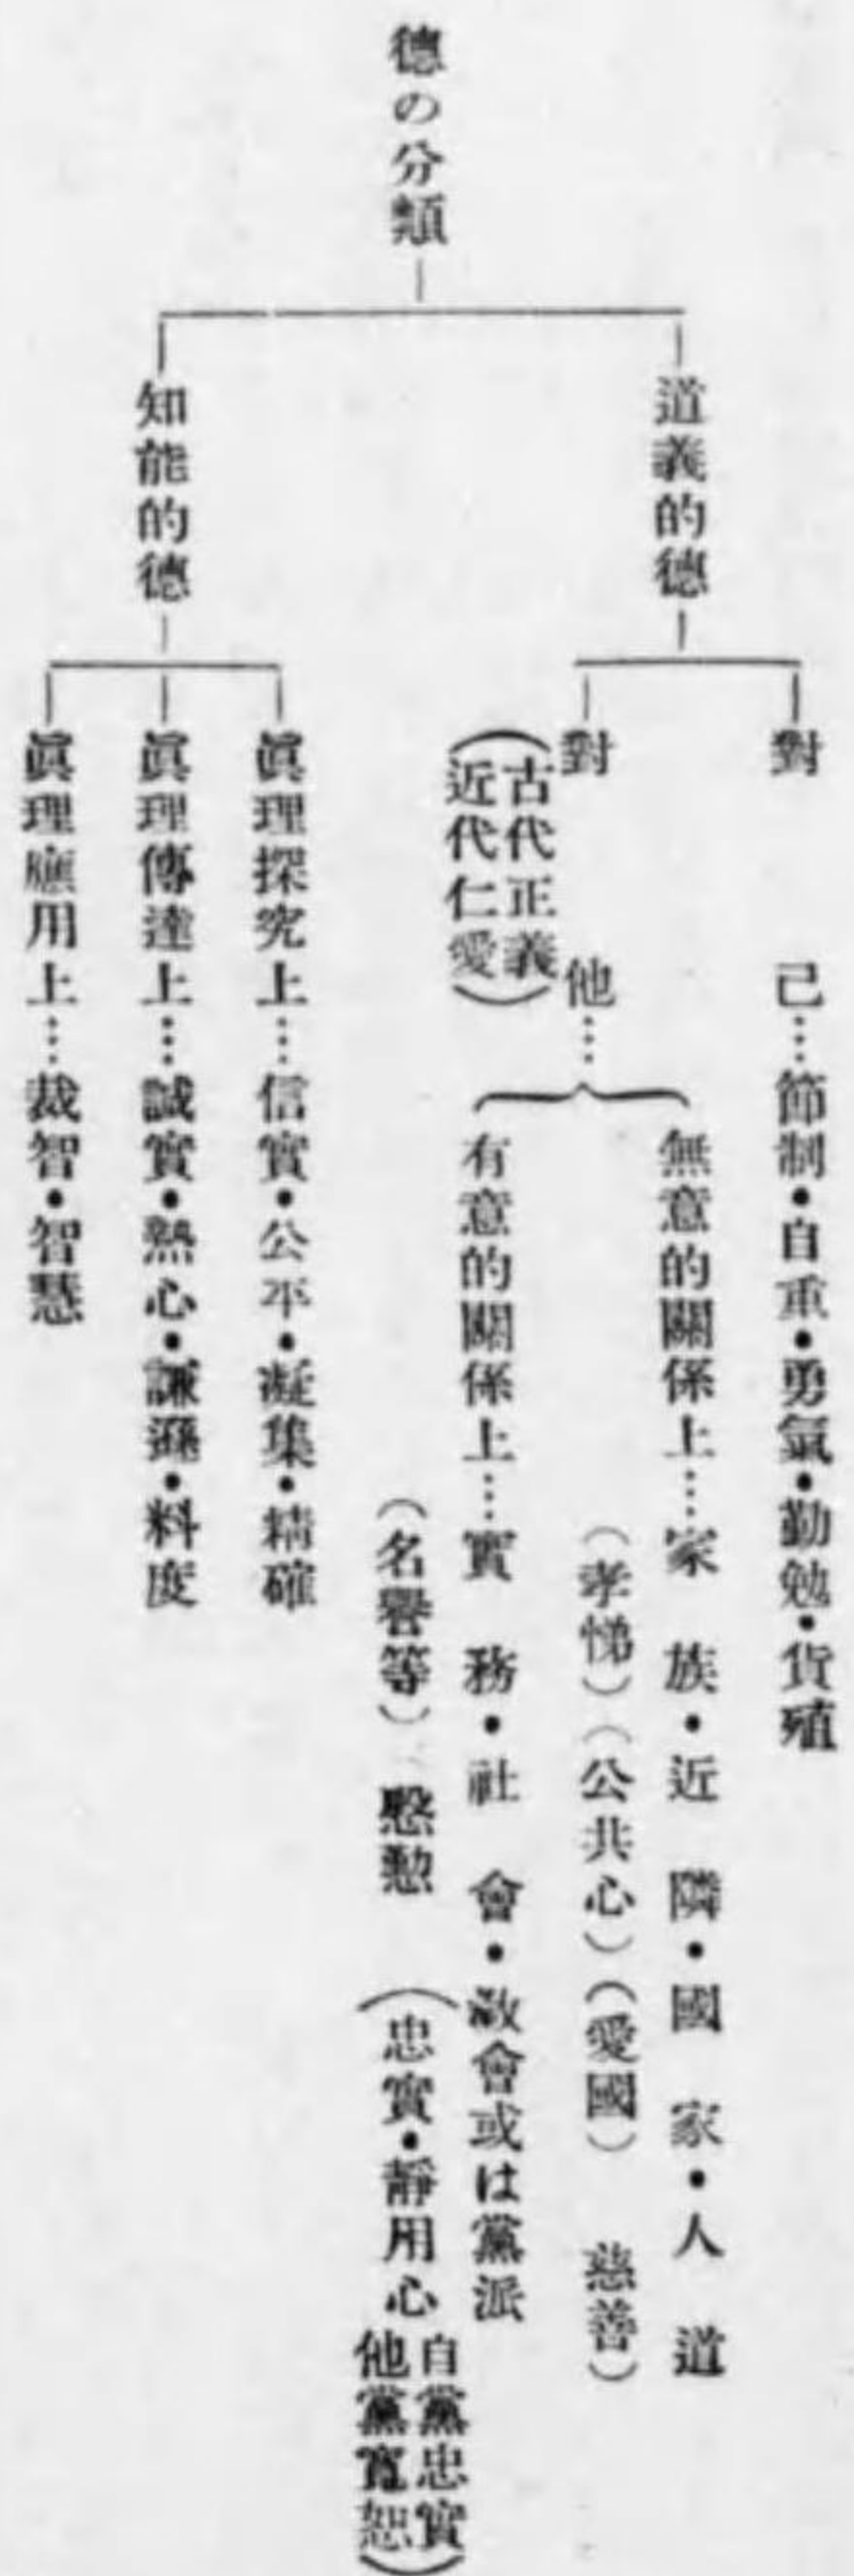 德の分類
道義的德
對己…節制・自重・勇氣・勤勉・貨殖
對他…
(古代正義
近代仁愛)
無意的關係上…家族・近隣・國家・人道
(孝悌)(公共心)(愛國) 慈善)
有意的關係上…實務・社會・敎會或は黨派
(名譽等) 慇懃 (忠實・靜用心
自黨忠實
他黨寬恕)
知能的德
眞理探究上…信實・公平・凝集・精確
眞理傳達上…誠實・熱心・謙遜・料度
眞理應用上…裁智・智慧